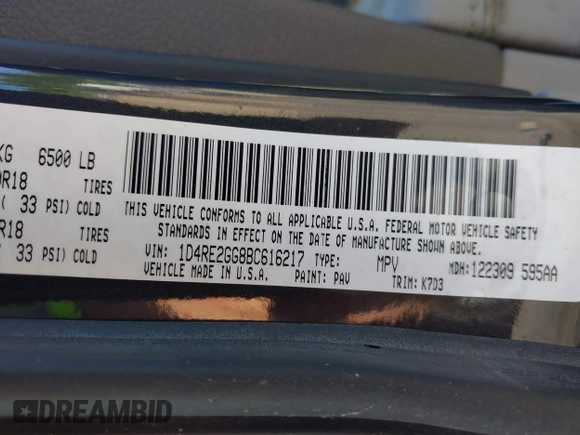 KG 6500 LB
0R18 TIRES
( 33 PSI) COLD
R18 TIRES
( 33 PSI) COLD
THIS VEHICLE CONFORMS TO ALL APPLICABLE U.S.A. FEDERAL MOTOR VEHICLE SAFETY
STANDARDS IN EFFECT ON THE DATE OF MANUFACTURE SHOWN ABOVE.
VIN: 1D4RE2GG8BC616217 TYPE: MPV MDH:122309 595AA
VEHICLE MADE IN U.S.A. PAINT: PAV TRIM: K7D3
DREAMBID